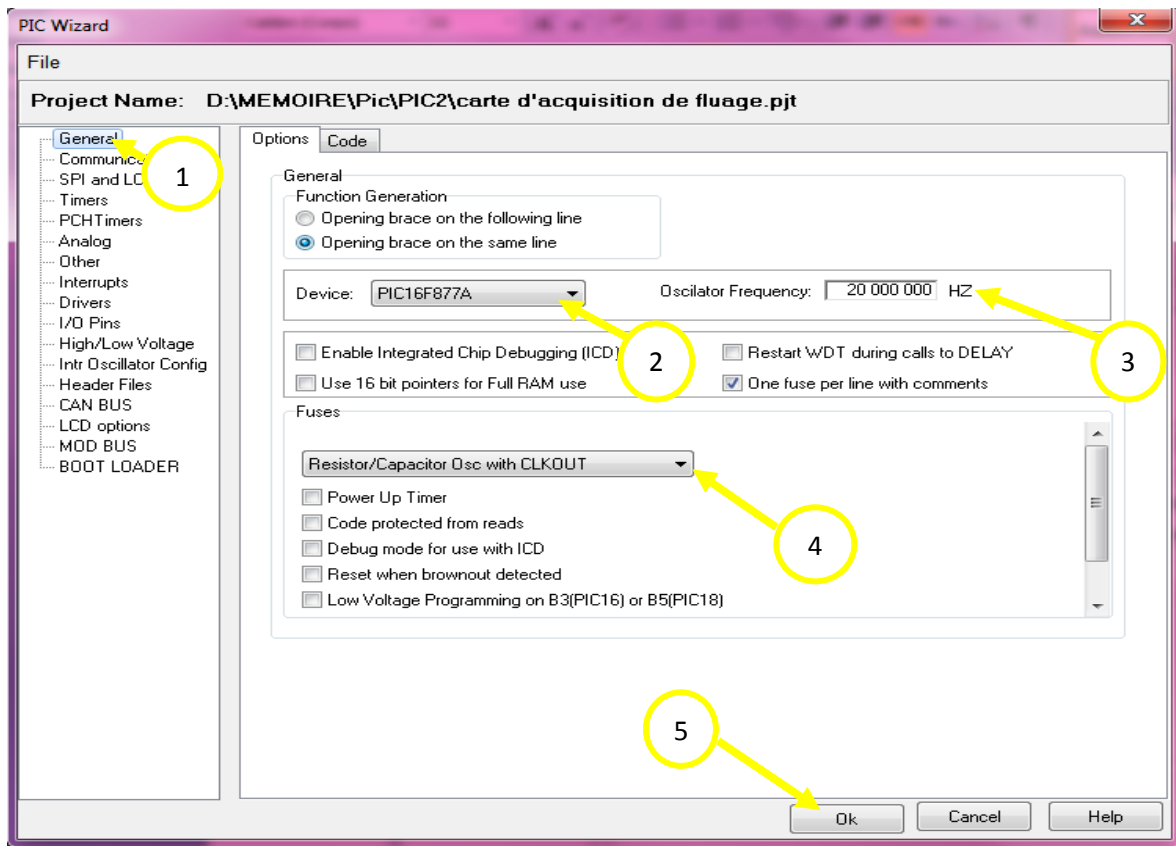 PIC Wizard
File
Project Name: D:\MEMOIRE\Pic\PIC2\carte d'acquisition de fluage.pjt
General
SPI and
Timers
PCHTimers
Analog
Other
Interrupts
Drivers
I/O Pins
High/Low Voltage
Intr Oscillator Config
Header Files
CAN BUS
LCD options
MOD BUS
BOOT LOADER
1
Options Code
General
Function Generation
Opening brace on the following line
Opening brace on the same line
Device: PIC16F877A Oscilator Frequency: 20 000 000 HZ
Enable Integrated Chip Debugging (ICD) Restart WDT during calls to DELAY
Use 16 bit pointers for Full RAM use One fuse per line with comments
2
3
Fuses
Resistor/Capacitor Osc with CLKOUT
Power Up Timer
Code protected from reads
Debug mode for use with ICD
Reset when brownout detected
Low Voltage Programming on B3(PIC16) or B5(PIC18)
4
5
Ok Cancel Help